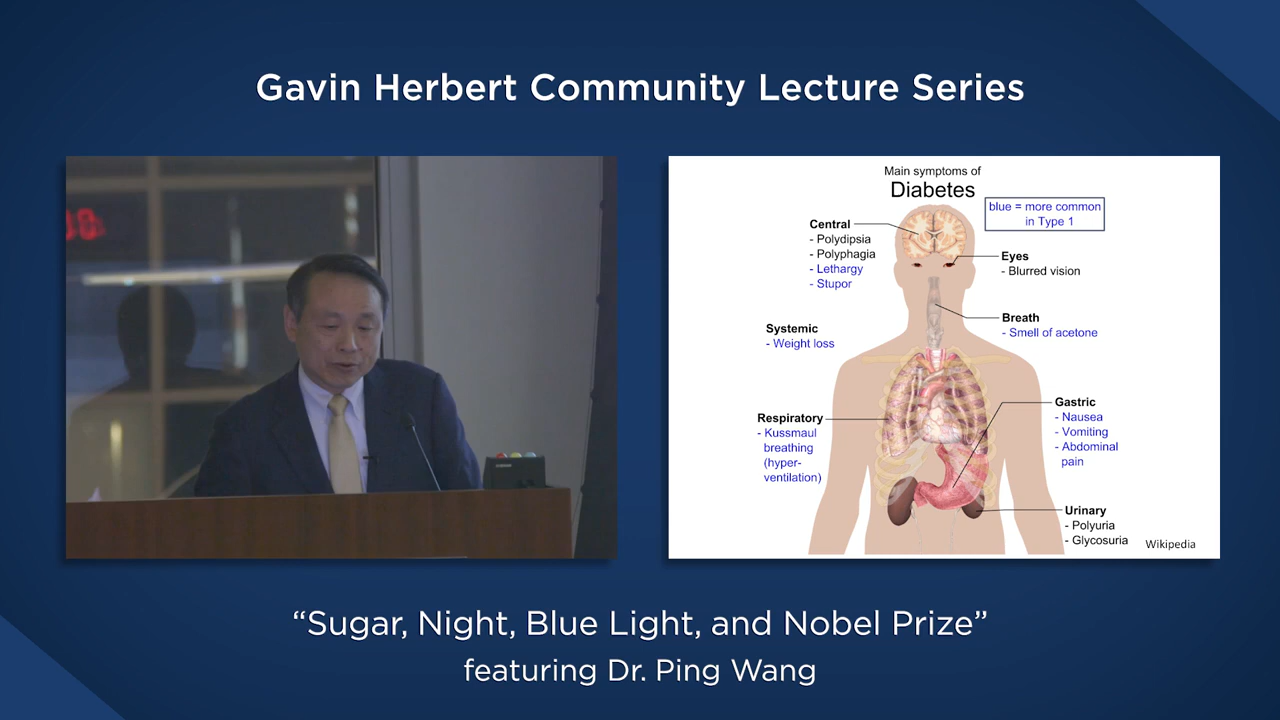 Gavin Herbert Community Lecture Series
Main symptoms of
Diabetes
blue = more common
in Type 1
Central
- Polydipsia
- Polyphagia
- Lethargy
- Stupor
Eyes
- Blurred vision
Breath
- Smell of acetone
Systemic
- Weight loss
Respiratory
- Kussmaul
breathing
(hyper-
ventilation)
Gastric
- Nausea
- Vomiting
- Abdominal
pain
Urinary
- Polyuria
- Glycosuria
Wikipedia
“Sugar, Night, Blue Light, and Nobel Prize”
featuring Dr. Ping Wang